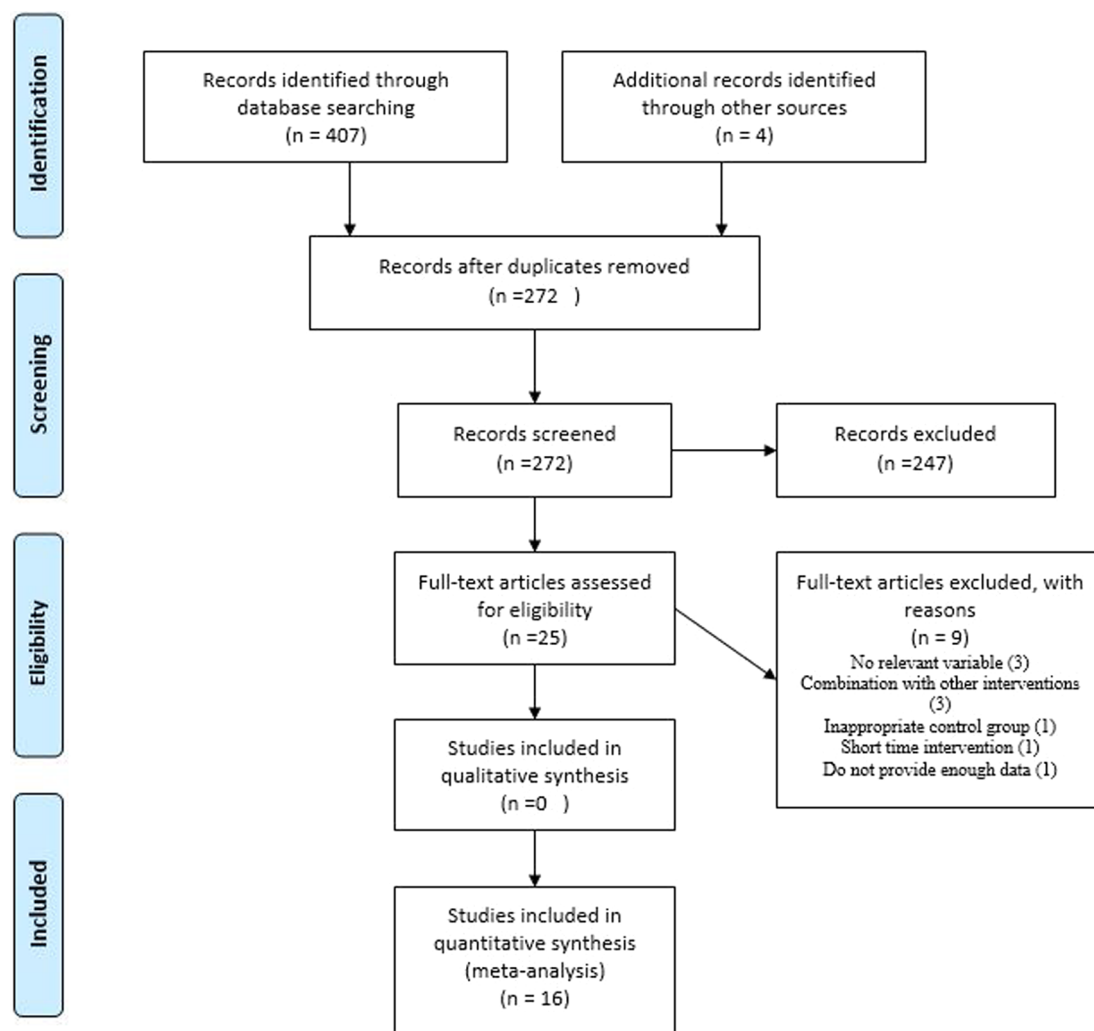 Identification
Records identified through
database searching
(n = 407)
Additional records identified
through other sources
(n = 4)
Records after duplicates removed
(n =272 )
Screening
Records screened
(n =272)
Records excluded
(n =247)
Eligibility
Full-text articles assessed
for eligibility
(n =25)
Full-text articles excluded, with
reasons
(n = 9)
No relevant variable (3)
Combination with other interventions
(3)
Inappropriate control group (1)
Short time intervention (1)
Do not provide enough data (1)
Studies included in
qualitative synthesis
(n =0 )
Included
Studies included in
quantitative synthesis
(meta-analysis)
(n = 16)